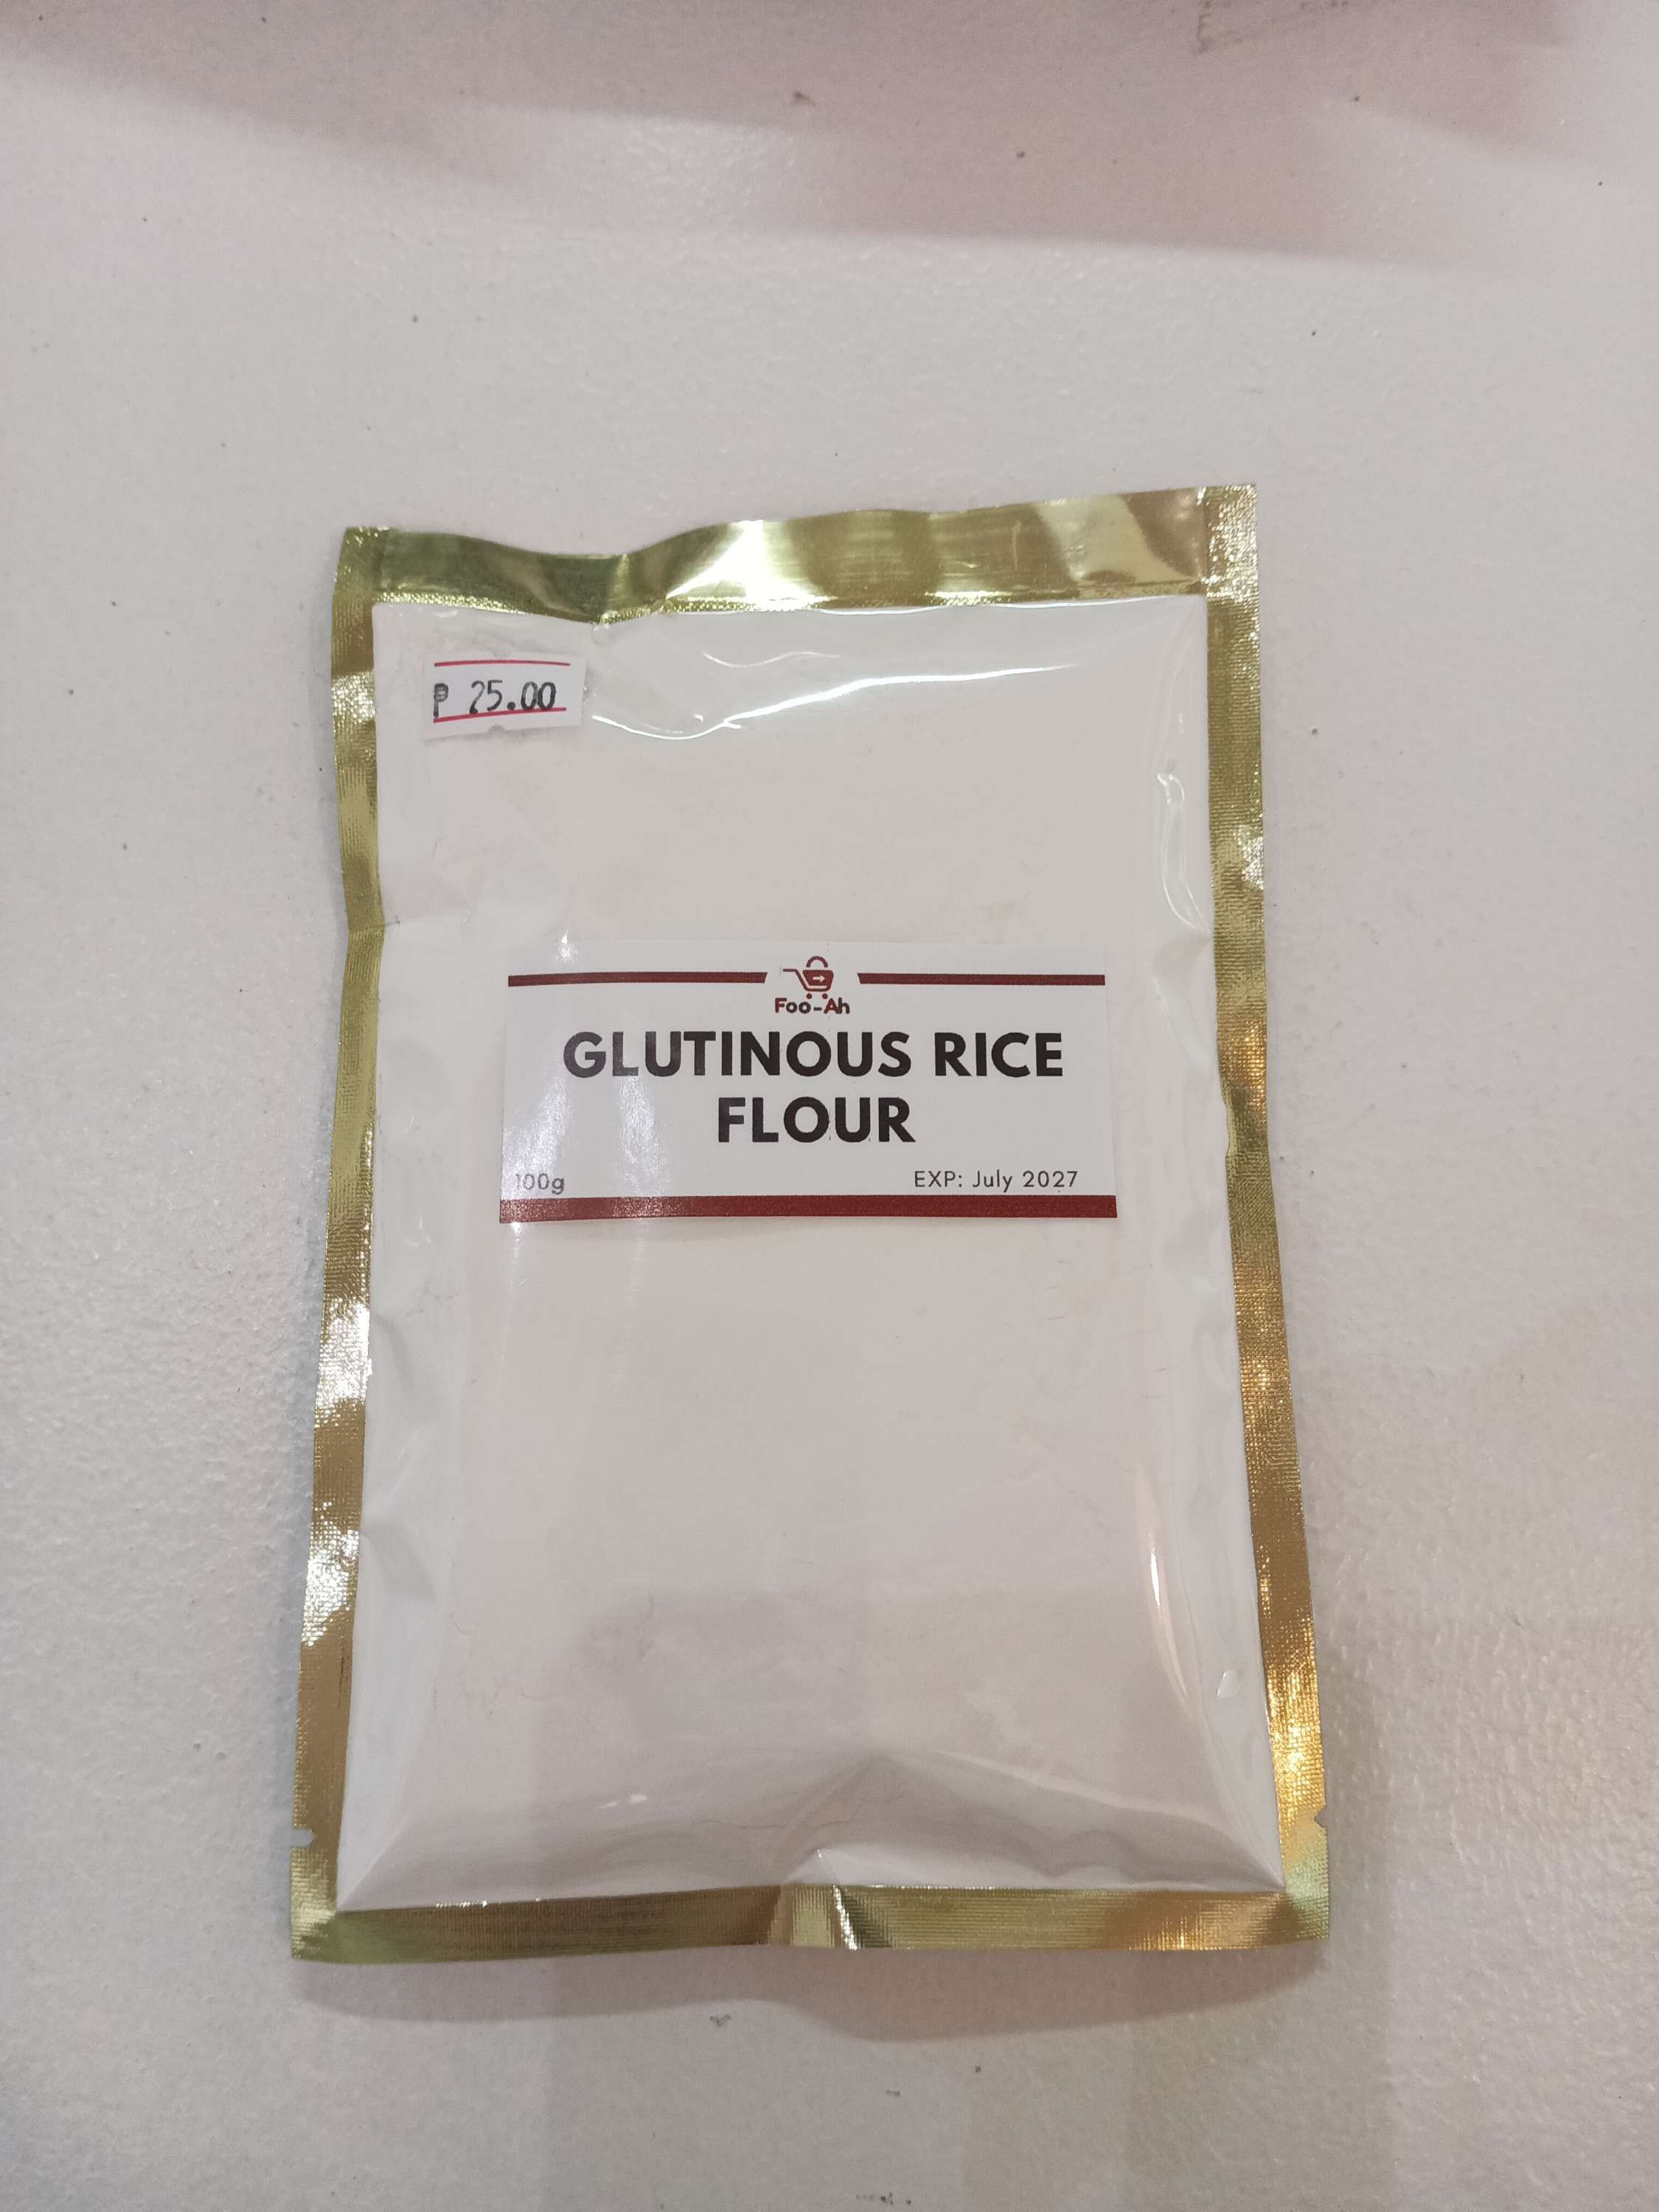 ₱ 25.00
Foo-Ah
GLUTINOUS RICE
FLOUR
100g
EXP: July 2027